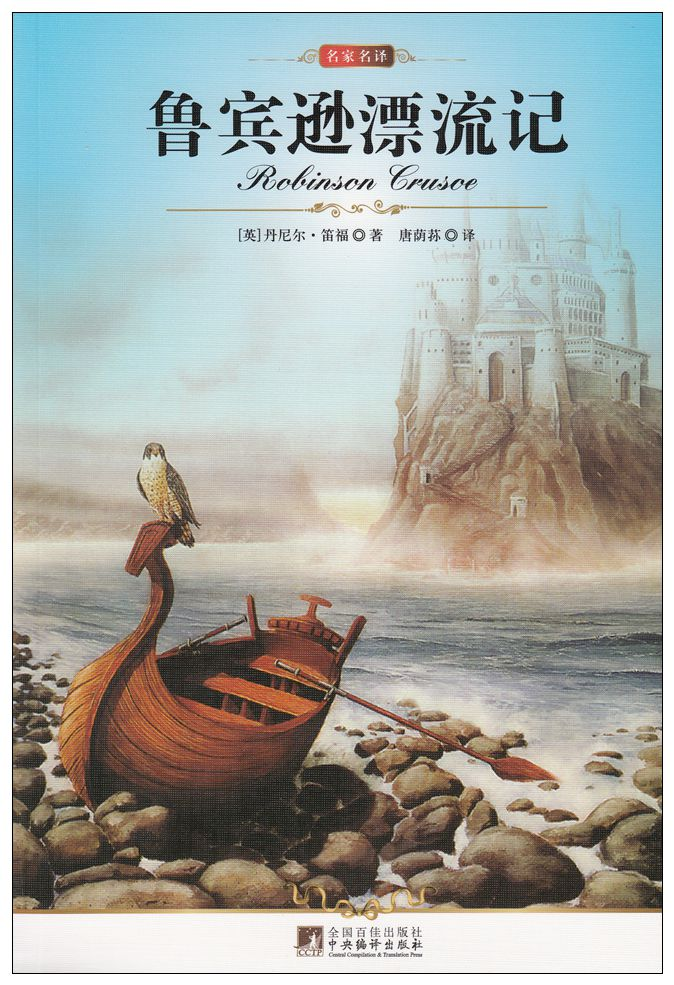 名家名译
鲁宾逊漂流记
Robinson Crusoe
[英]丹尼尔·笛福◎著 唐荫荪◎译
全国百佳出版社
中央编译出版社
CCTP
Central Compilation & Translation Press